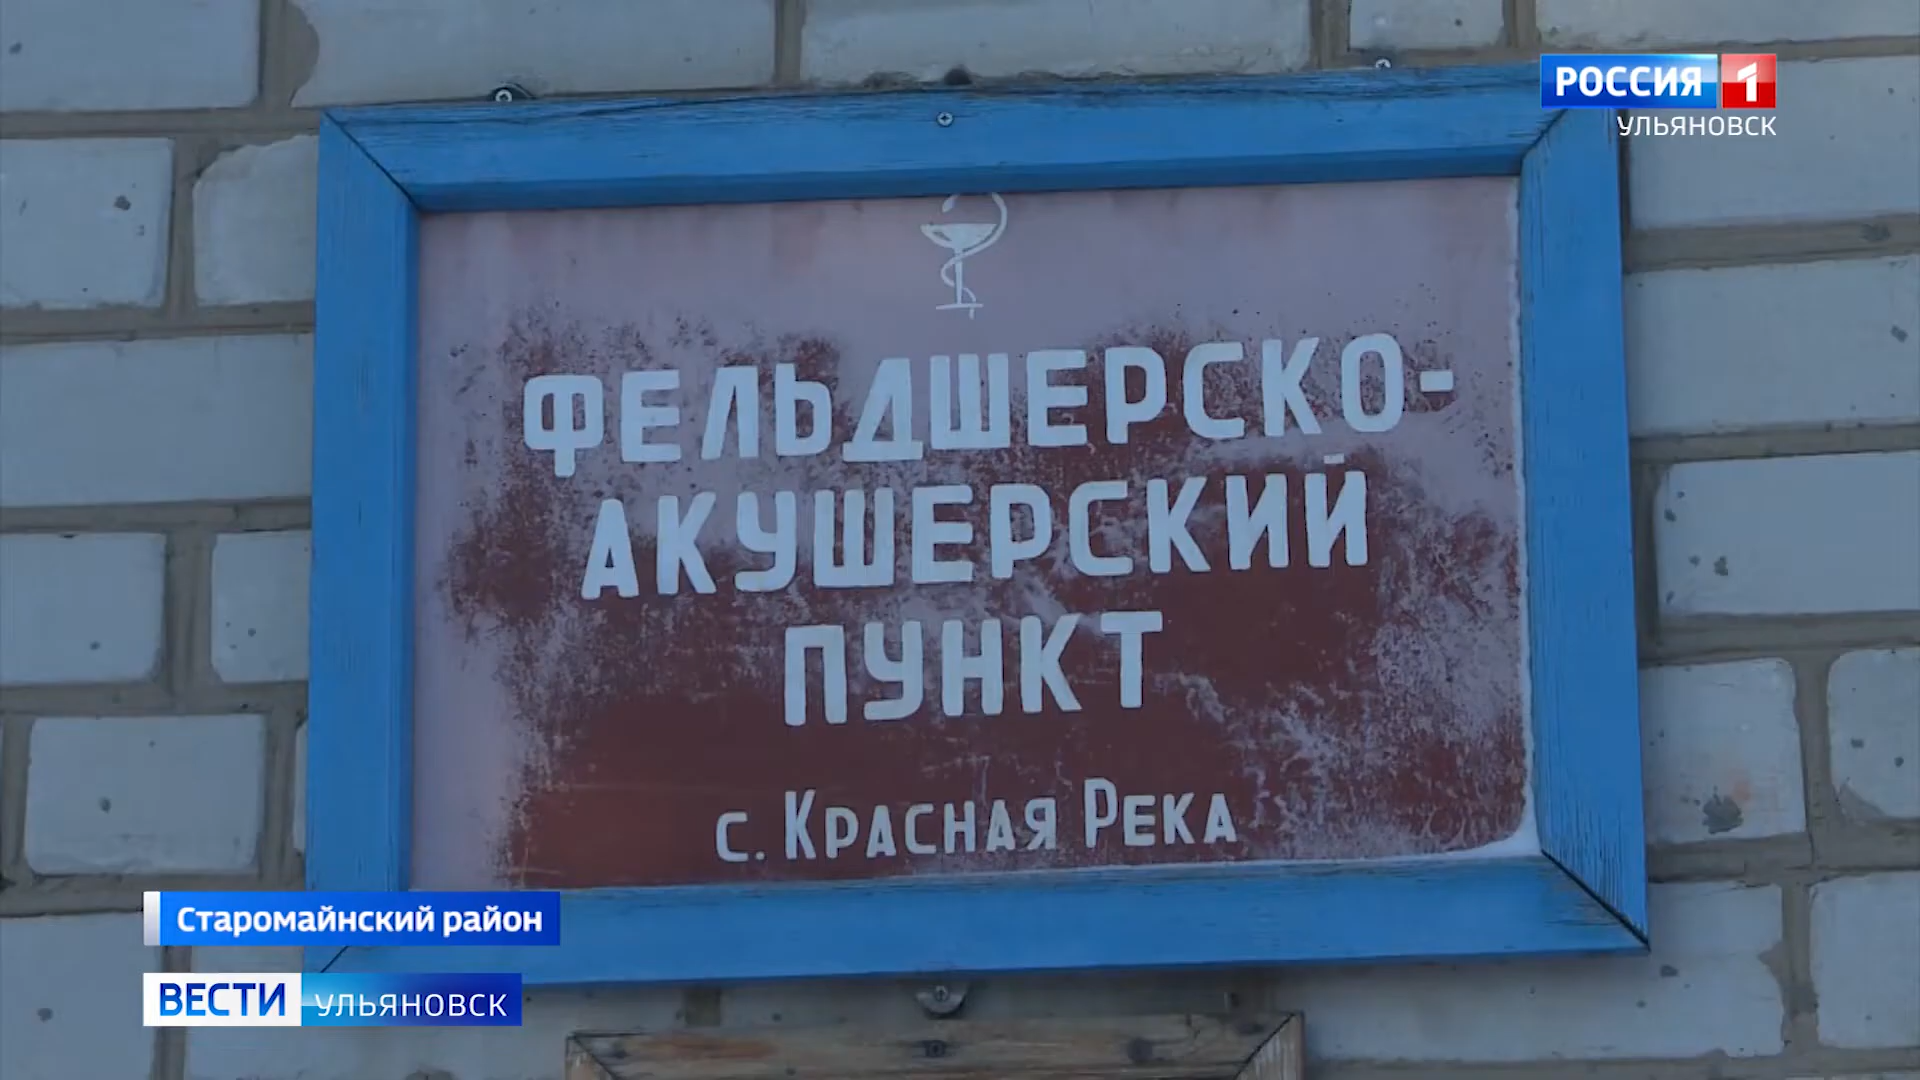 РОССИЯ 1
УЛЬЯНОВСК
ФЕЛЬДШЕРСКО-
АКУШЕРСКИЙ
ПУНКТ
с. КРАСНАЯ РЕКА
Старомайнский район
ВЕСТИ УЛЬЯНОВСК